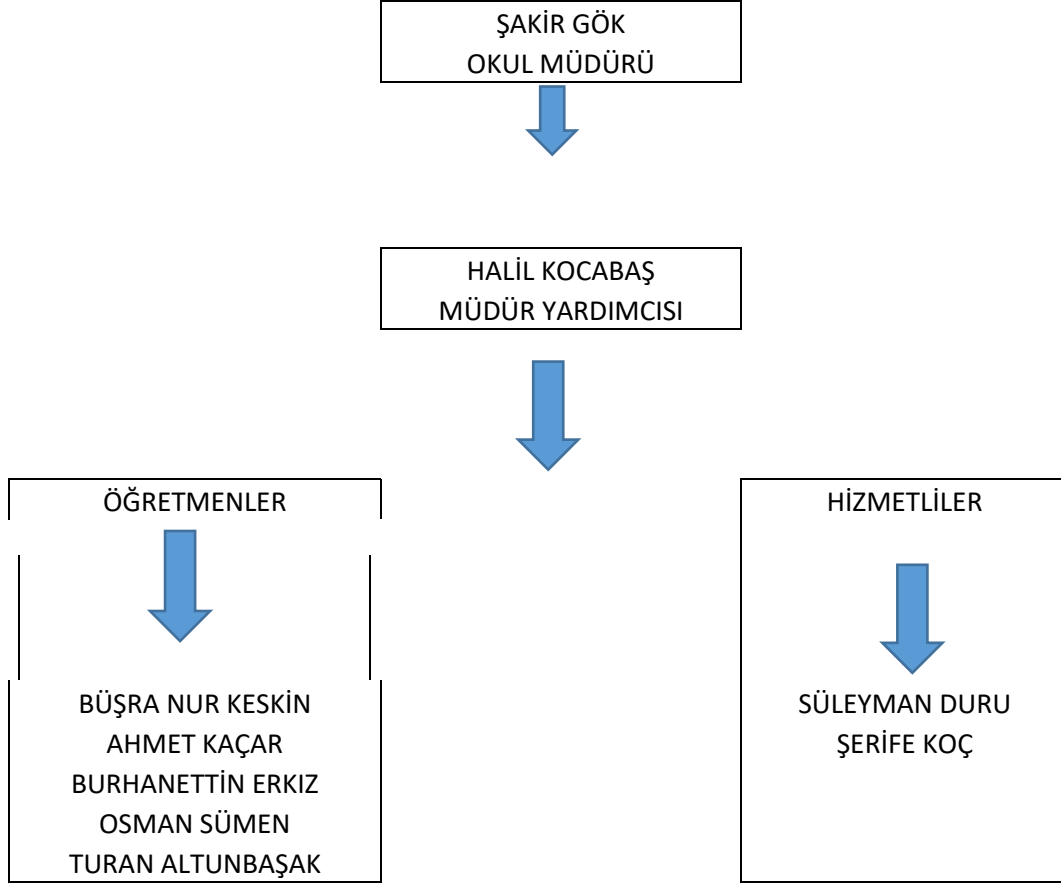 ŞAKİR GÖK
OKUL MÜDÜRÜ
HALİL KOCABAŞ
MÜDÜR YARDIMCISI
ÖĞRETMENLER
BÜŞRA NUR KESKİN
AHMET KAÇAR
BURHANETTİN ERKIZ
OSMAN SÜMEN
TURAN ALTUNBAŞAK
HİZMETLİLER
SÜLEYMAN DURU
ŞERİFE KOÇ